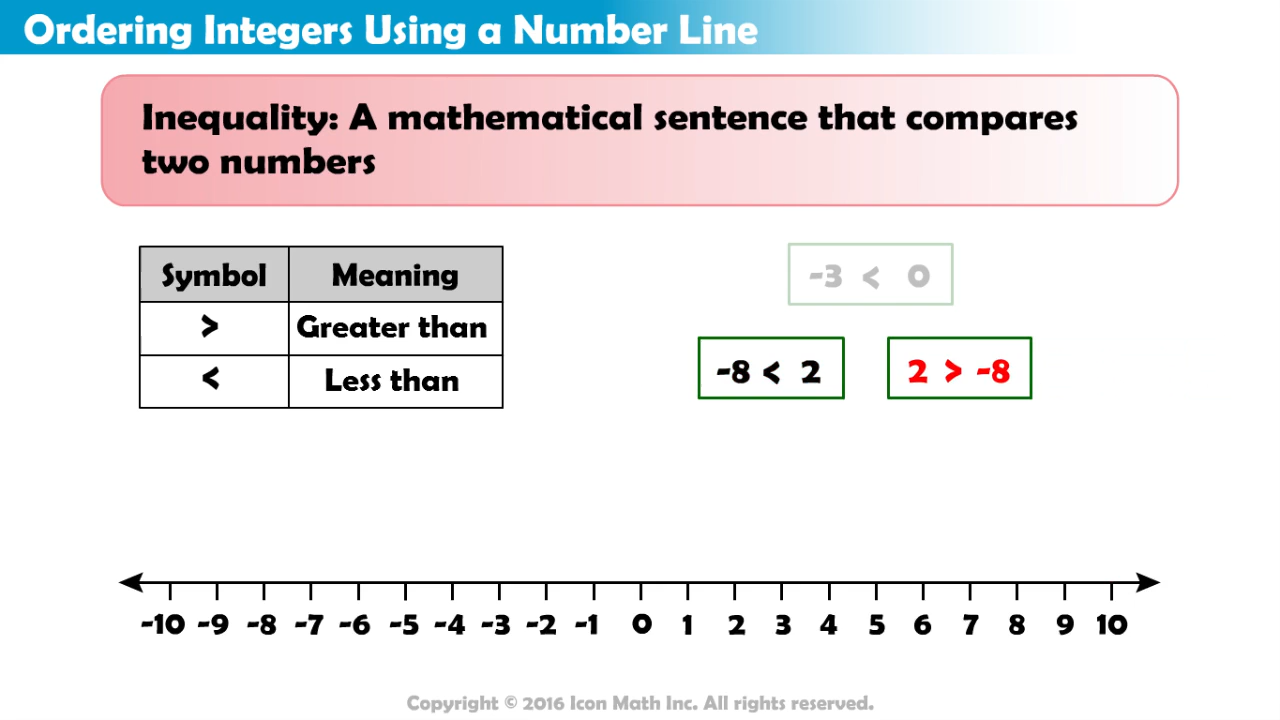 Ordering Integers Using a Number Line
Inequality: A mathematical sentence that compares
two numbers
Symbol Meaning
> Greater than
< Less than
-3 < 0
-8 < 2 2 > -8
-10 -9 -8 -7 -6 -5 -4 -3 -2 -1 0 1 2 3 4 5 6 7 8 9 10
Copyright © 2016 Icon Math Inc. All rights reserved.